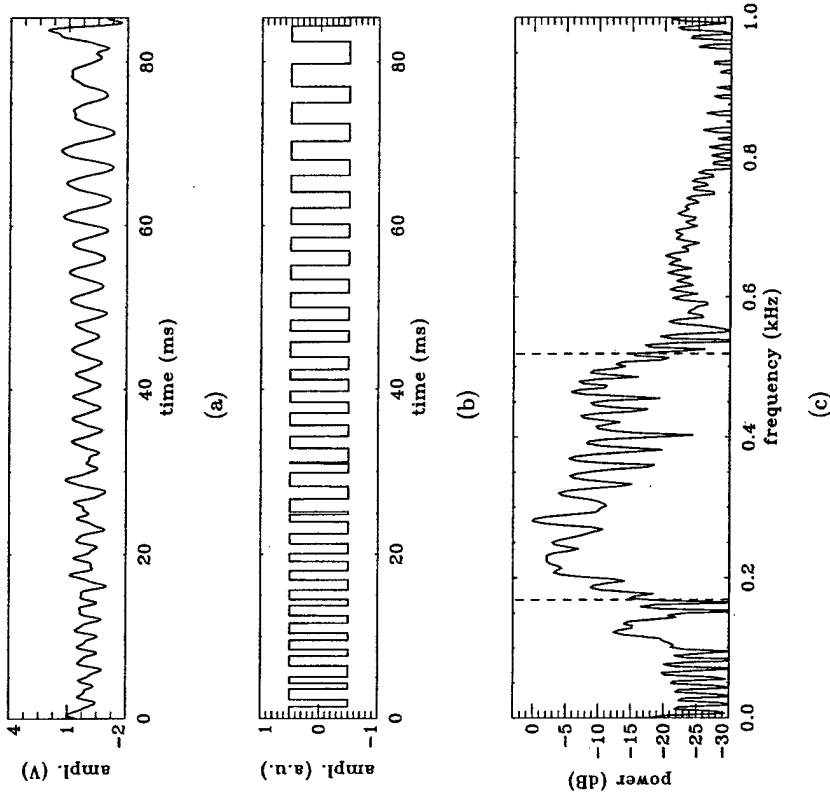 ampl. (V)
4
1
-2
0 20 40 60 80
time (ms)
(a)
ampl. (a.u.)
1
0
-1
0 20 40 60 80
time (ms)
(b)
power (dB)
0
-5
-10
-15
-20
-25
-30
0.0 0.2 0.4 0.6 0.8 1.0
frequency (kHz)
(c)